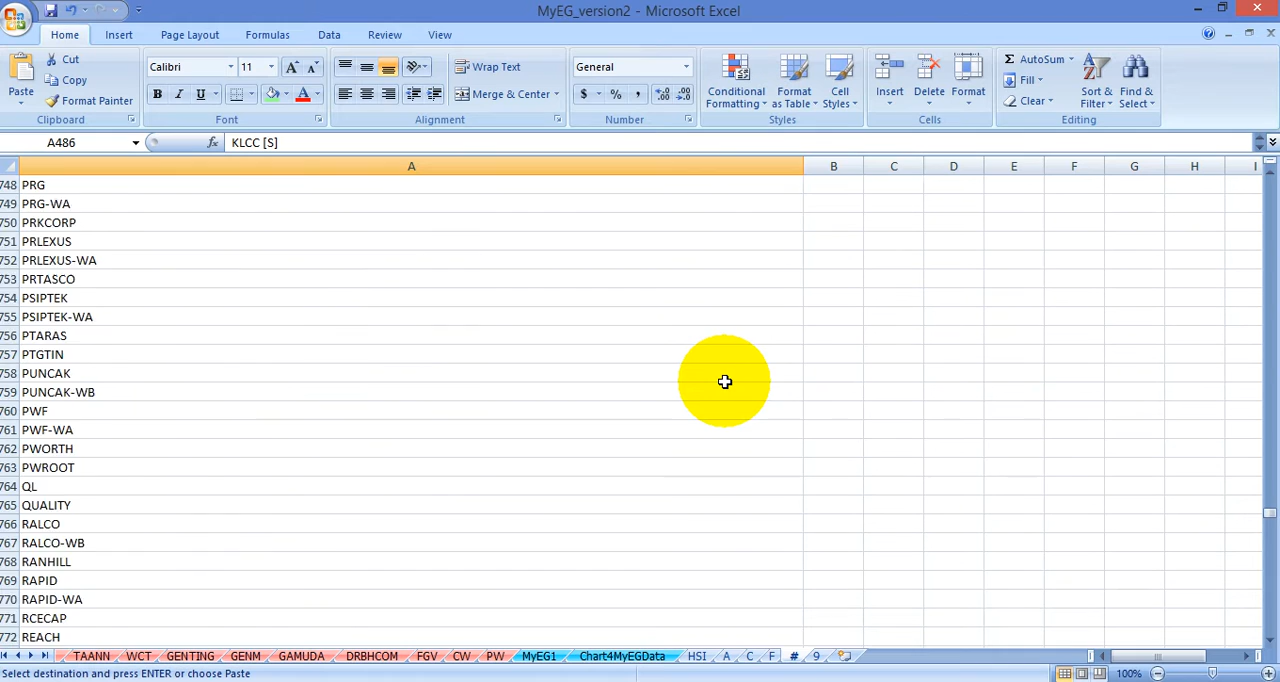 MyEG_version2 - Microsoft Excel
Home Insert Page Layout Formulas Data Review View
Paste
Cut
Copy
Format Painter
Clipboard
Calibri 11 A A
B I U A
Font
Wrap Text
Merge & Center
Alignment
General
$ % ,
Number
Conditional Formatting
Format as Table
Cell Styles
Styles
Insert Delete Format
Cells
Σ AutoSum
Fill
Clear
Sort & Filter
Find & Select
Editing
A486 fx KLCC [S]
A B C D E F G H I
748 PRG
749 PRG-WA
750 PRKCORP
751 PRLEXUS
752 PRLEXUS-WA
753 PRTASCO
754 PSIPTEK
755 PSIPTEK-WA
756 PTARAS
757 PTGTIN
758 PUNCAK
759 PUNCAK-WB
760 PWF
761 PWF-WA
762 PWORTH
763 PWROOT
764 QL
765 QUALITY
766 RALCO
767 RALCO-WB
768 RANHILL
769 RAPID
770 RAPID-WA
771 RCECAP
772 REACH
TAANN WCT GENTING GENM GAMUDA DRBHCOM FGV CW PW MyEG1 Chart4MyEGData HSI A C F # 9
Select destination and press ENTER or choose Paste 100%